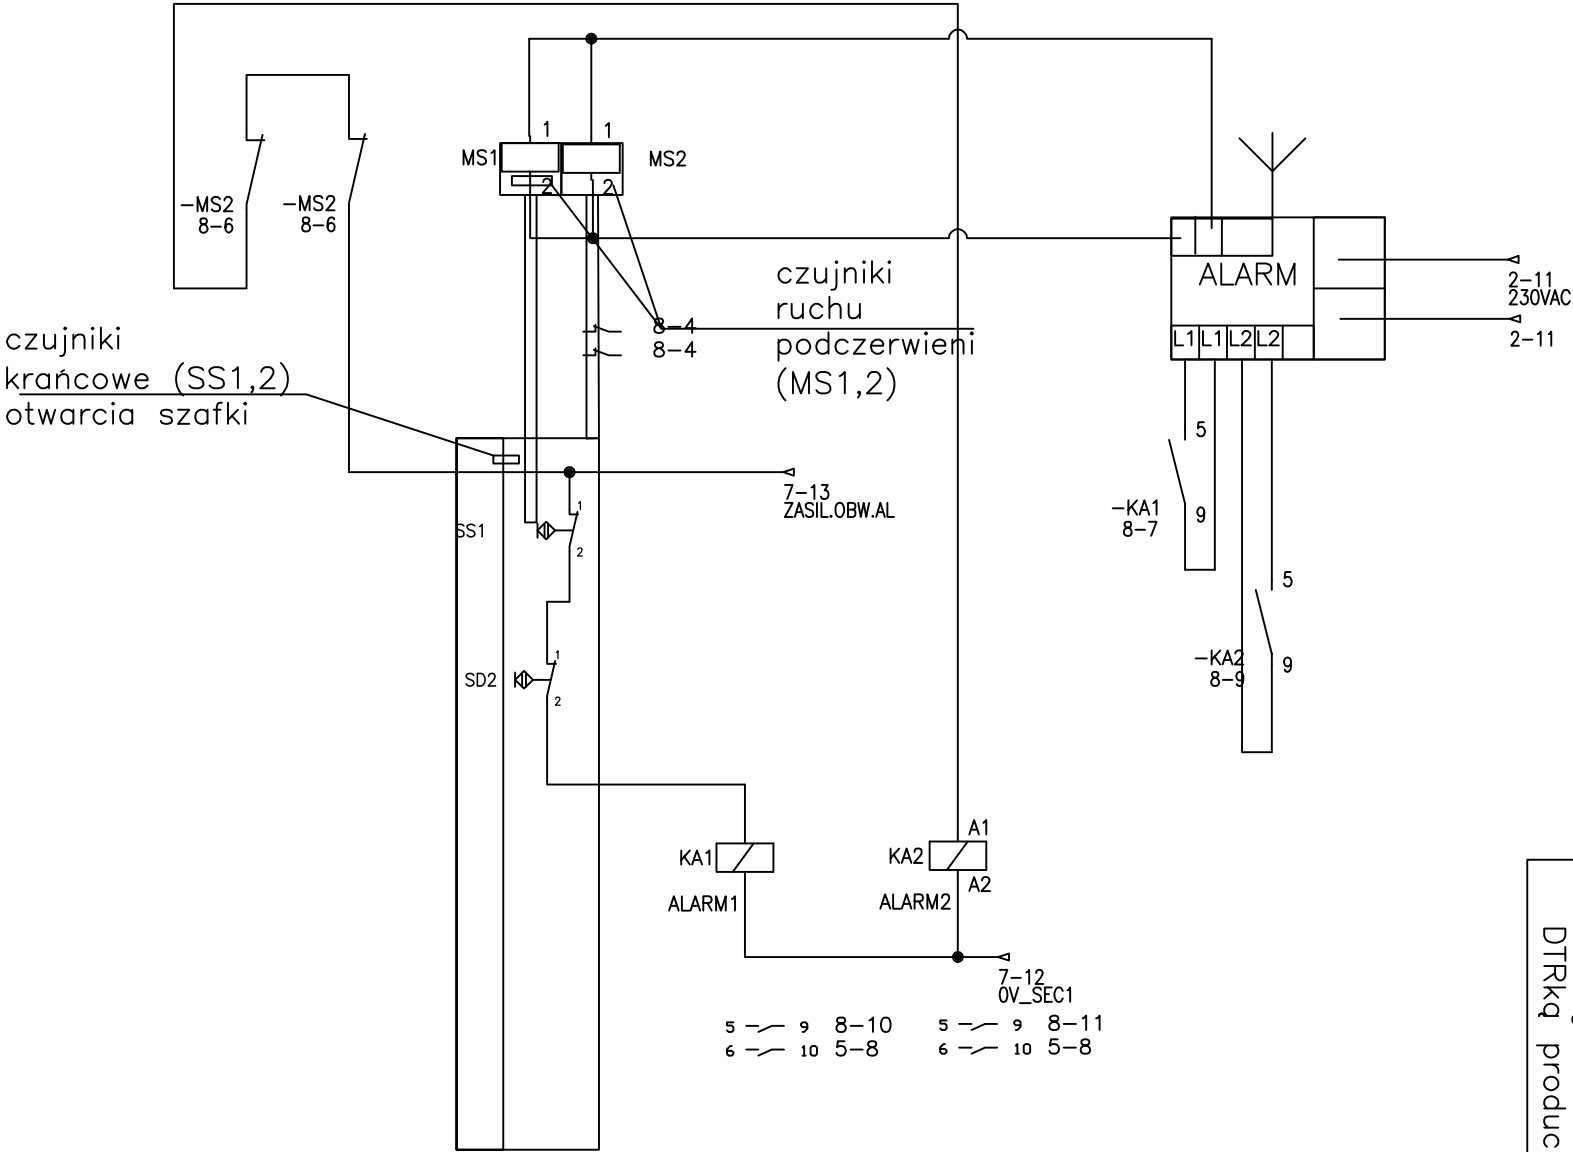 1
1
MS1
MS2
2
2
−MS2
8−6
−MS2
8−6
czujniki
ruchu
podczerwieni
(MS1,2)
8−4
8−4
ALARM
L1
L1
L2
L2
2−11
230VAC
2−11
czujniki
krańcowe (SS1,2)
otwarcia szafki
7−13
ZASIL.OBW.AL
SS1
1
2
SD2
1
2
5
−KA1
8−7
9
5
−KA2
8−9
9
KA1
ALARM1
A1
KA2
A2
ALARM2
7−12
0V_SEC1
5 9 8−10
6 10 5−8
5 9 8−11
6 10 5−8
DTRką produc